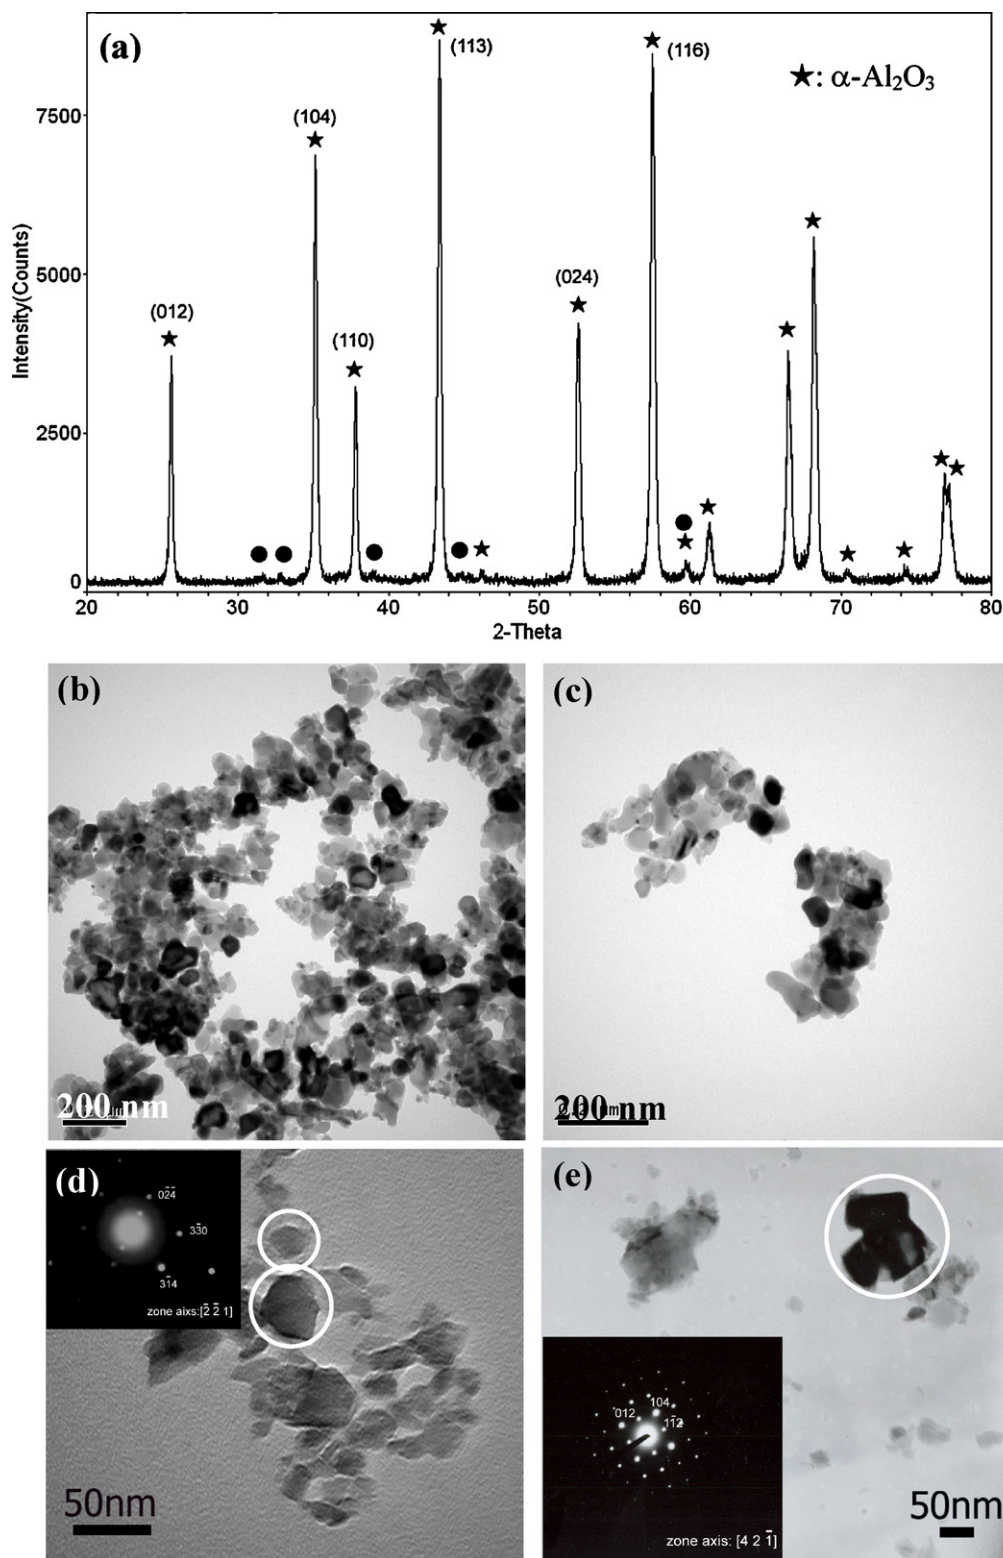 (a)
(113)
(116)
★: α-Al₂O₃
7500
(104)
Intensity(Counts)
5000
(024)
(012)
(110)
2500
0
20 30 40 50 60 70 80
2-Theta
(b)
(c)
200 nm
200 nm
(d)
02̄4̄
33̄0
31̄4
zone aixs:[2̄ 2̄ 1]
50nm
(e)
012
104
11̄2
zone axis: [4 2 1̄]
50nm